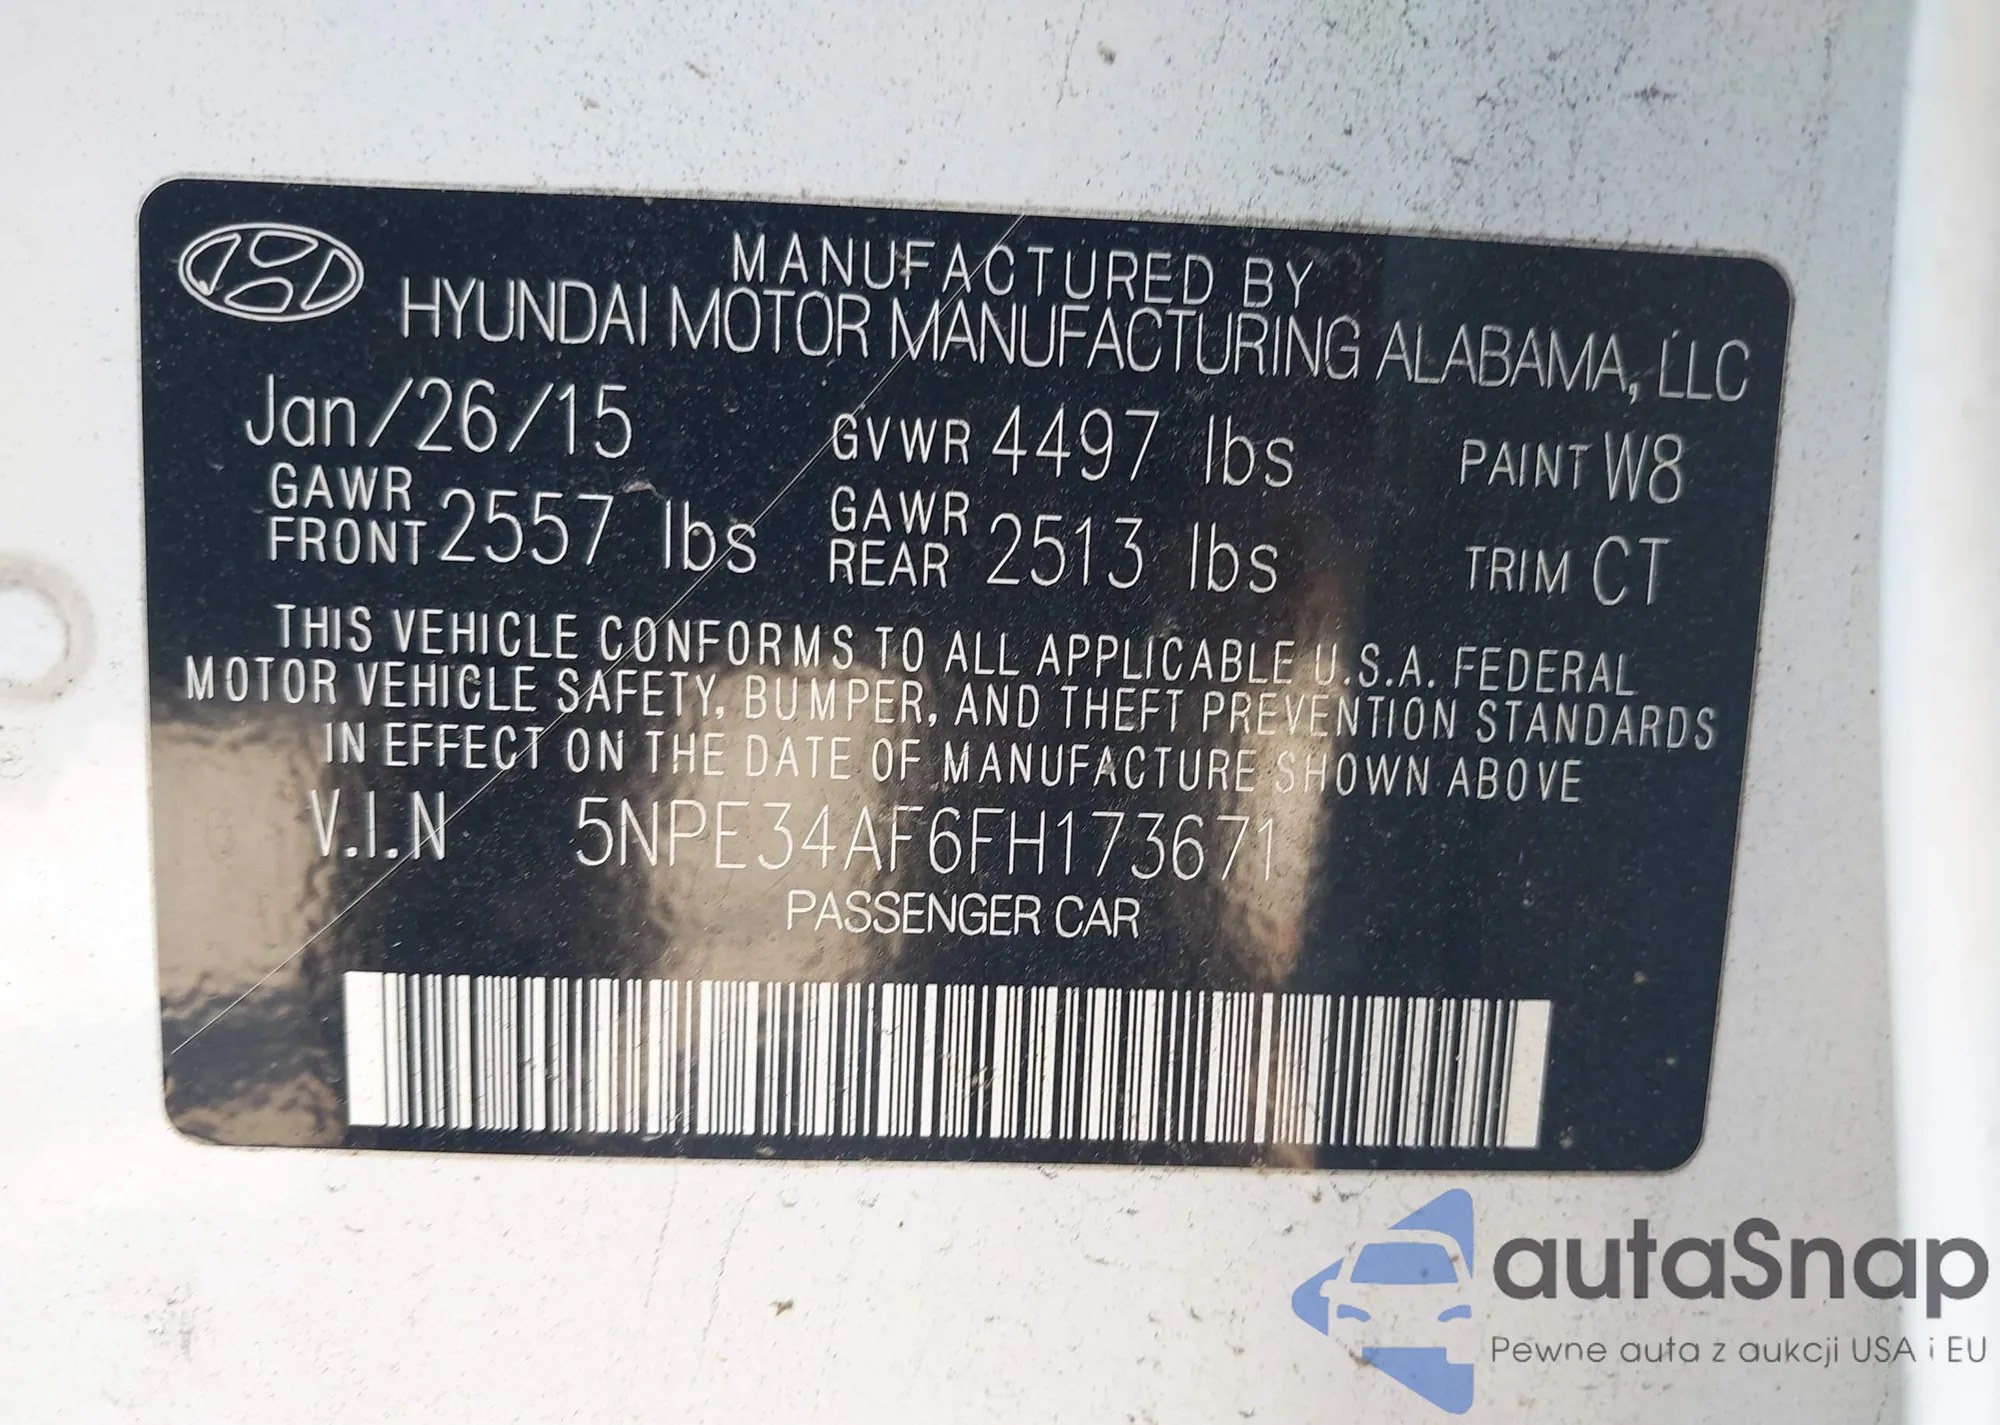 MANUFACTURED BY
HYUNDAI MOTOR MANUFACTURING ALABAMA, LLC
Jan/26/15 GVWR 4497 lbs PAINT W8
GAWR FRONT 2557 lbs GAWR REAR 2513 lbs TRIM CT
THIS VEHICLE CONFORMS TO ALL APPLICABLE U.S.A. FEDERAL
MOTOR VEHICLE SAFETY, BUMPER, AND THEFT PREVENTION STANDARDS
IN EFFECT ON THE DATE OF MANUFACTURE SHOWN ABOVE
V.I.N 5NPE34AF6FH173671
PASSENGER CAR
autaSnap
Pewne auta z aukcji USA i EU